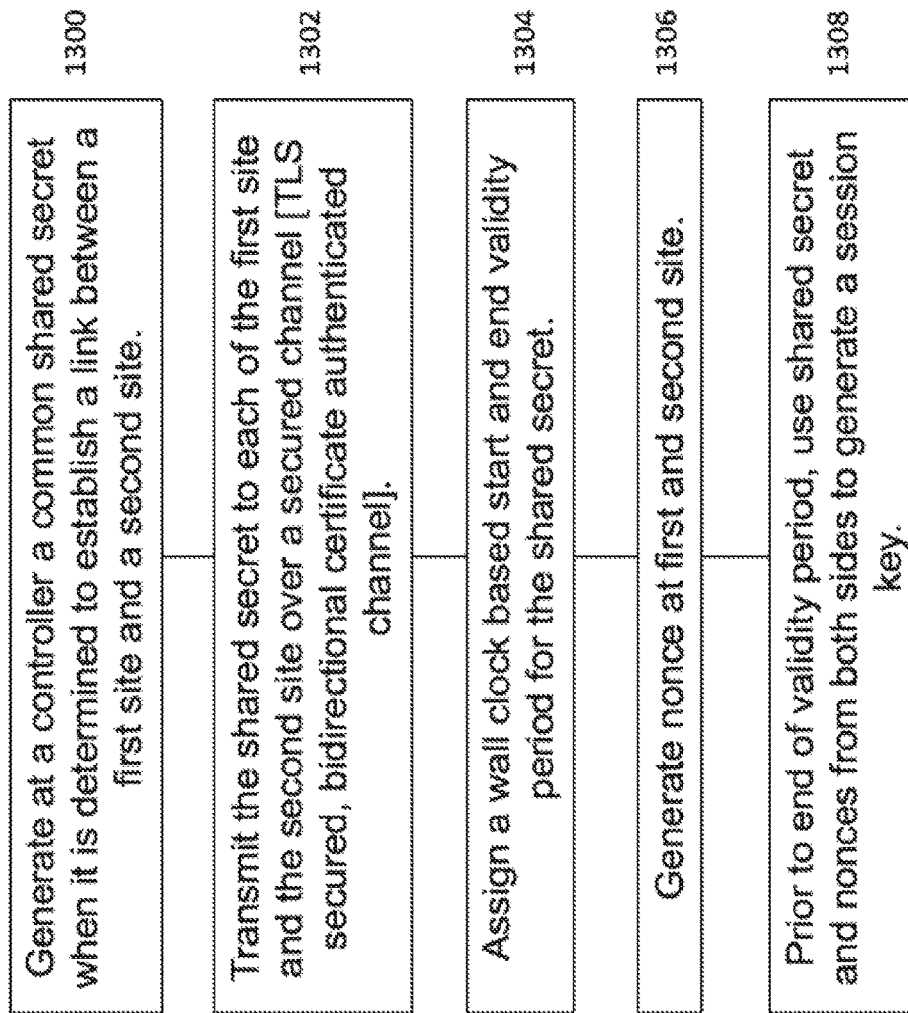 Generate at a controller a common shared secret
when it is determined to establish a link between a
first site and a second site.
1300
Transmit the shared secret to each of the first site
and the second site over a secured channel [TLS
secured, bidirectional certificate authenticated
channel].
1302
Assign a wall clock based start and end validity
period for the shared secret.
1304
Generate nonce at first and second site.
1306
Prior to end of validity period, use shared secret
and nonces from both sides to generate a session
key.
1308